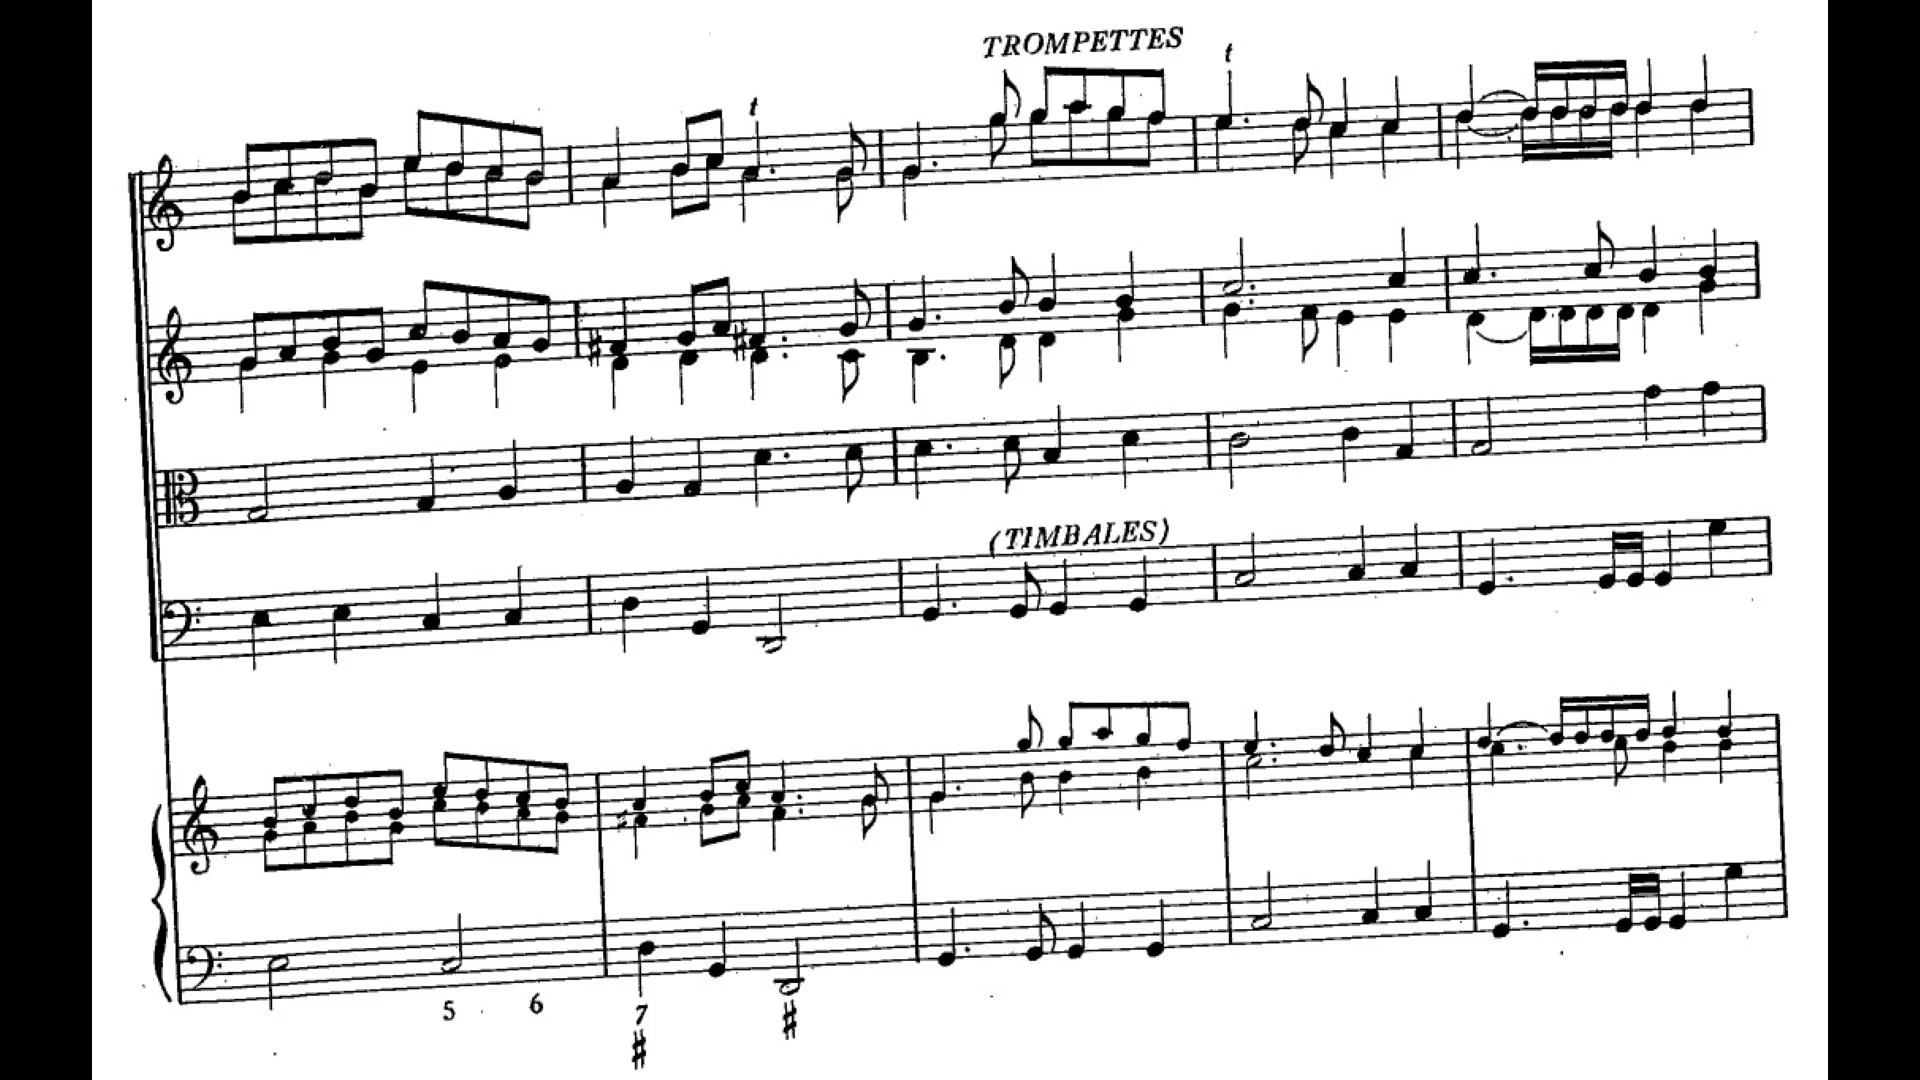 TROMPETTES
t
t
(TIMBALES)
5 6 7 ♯
♯